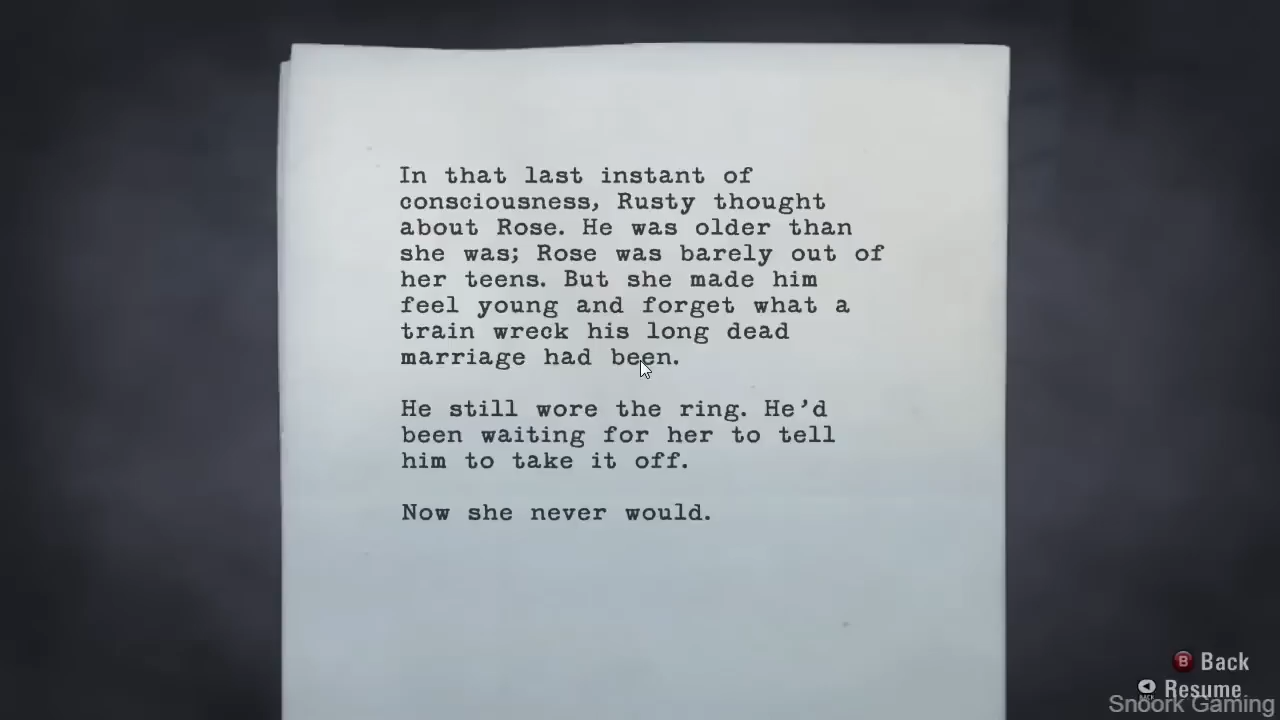 In that last instant of
consciousness, Rusty thought
about Rose. He was older than
she was; Rose was barely out of
her teens. But she made him
feel young and forget what a
train wreck his long dead
marriage had been.
He still wore the ring. He'd
been waiting for her to tell
him to take it off.
Now she never would.
B Back
BACK Resume
Snoork Gaming